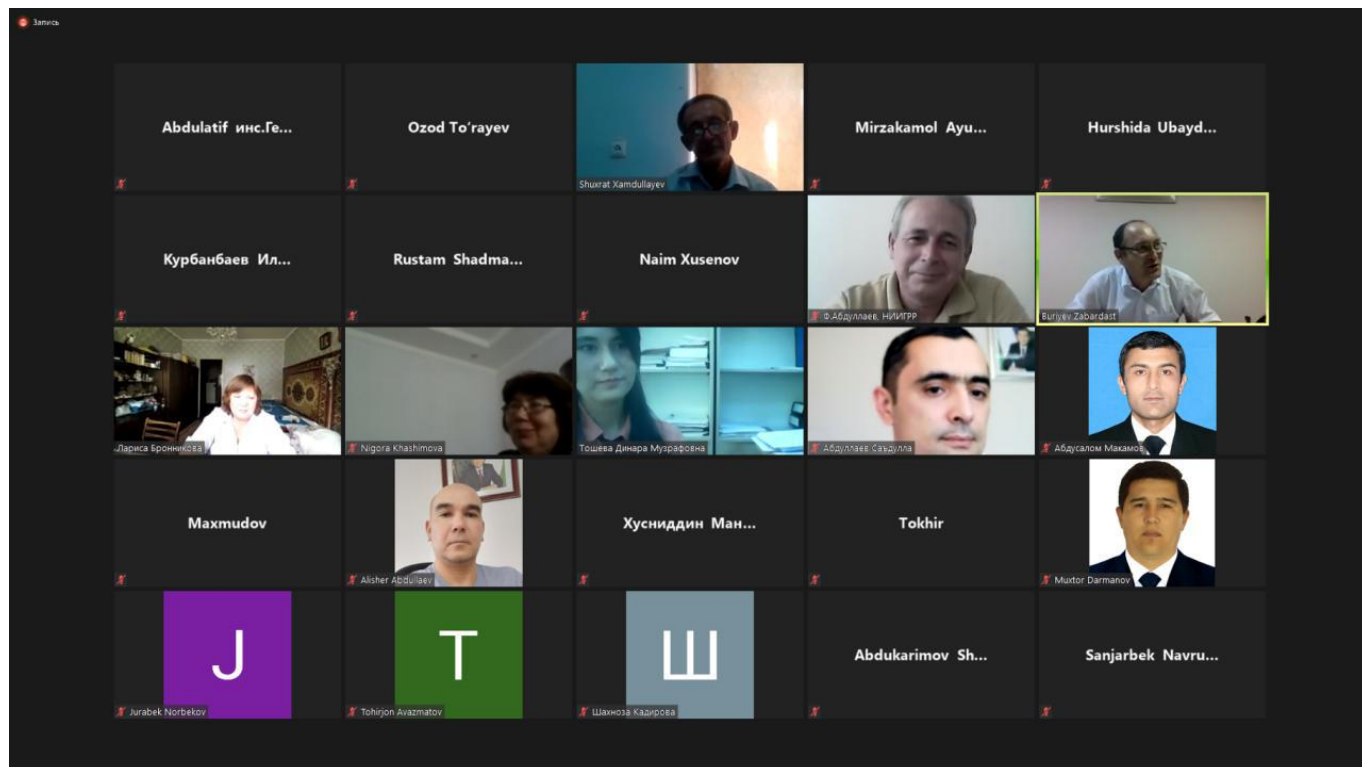 Запись
Abdulatif инс.Ге...
Ozod To'rayev
Shuxrat Xamdullayev
Mirzakamol Ayu...
Hurshida Ubayd...
Курбанбаев Ил...
Rustam Shadma...
Naim Xusenov
Ф.Абдуллаев, НИИГРР
Buriyev Zabardast
Лариса Бронникова
Nigora Khashimova
Тошева Динара Музрафовна
Абдуллаев Саъдулла
Абдусалом Макамов
Maxmudov
Alisher Abdullaev
Хусниддин Ман...
Tokhir
Muxtor Darmanov
J
Jurabek Norbekov
T
Tohirjon Avazmatov
Ш
Шахноза Кадирова
Abdukarimov Sh...
Sanjarbek Navru...